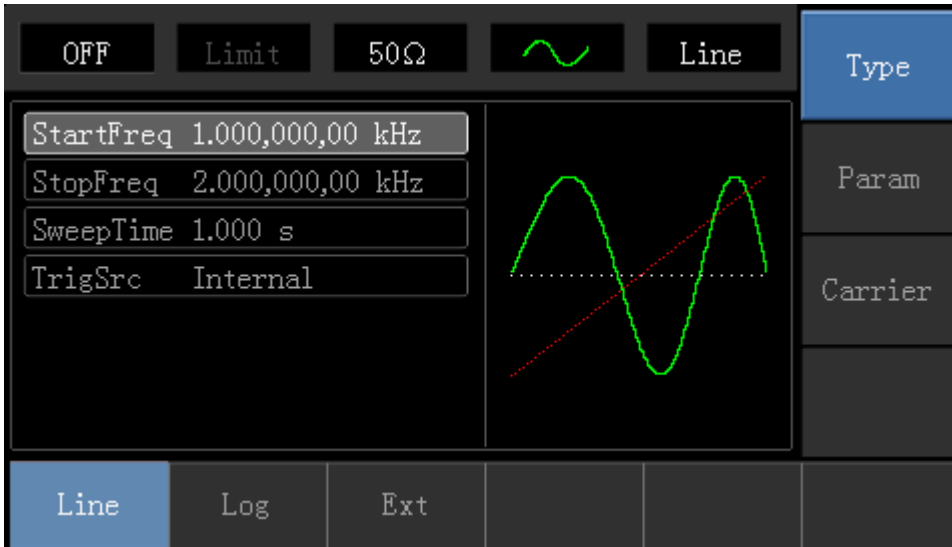 OFF Limit 50Ω Line
Type
StartFreq 1.000,000,00 kHz
StopFreq 2.000,000,00 kHz
SweepTime 1.000 s
TrigSrc Internal
Param
Carrier
Line Log Ext